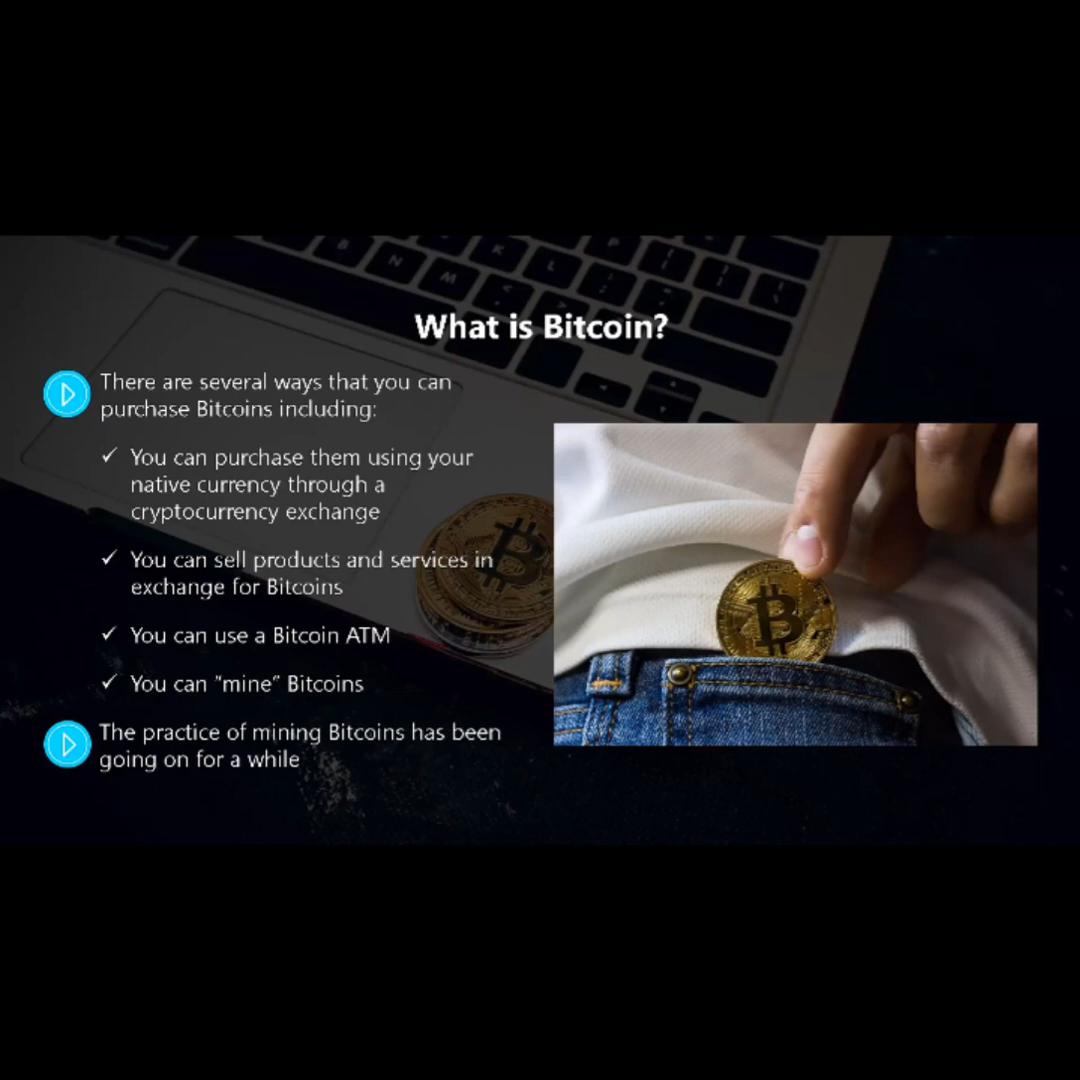 What is Bitcoin?
There are several ways that you can
purchase Bitcoins including:
✓ You can purchase them using your
native currency through a
cryptocurrency exchange
✓ You can sell products and services in
exchange for Bitcoins
✓ You can use a Bitcoin ATM
✓ You can “mine” Bitcoins
The practice of mining Bitcoins has been
going on for a while